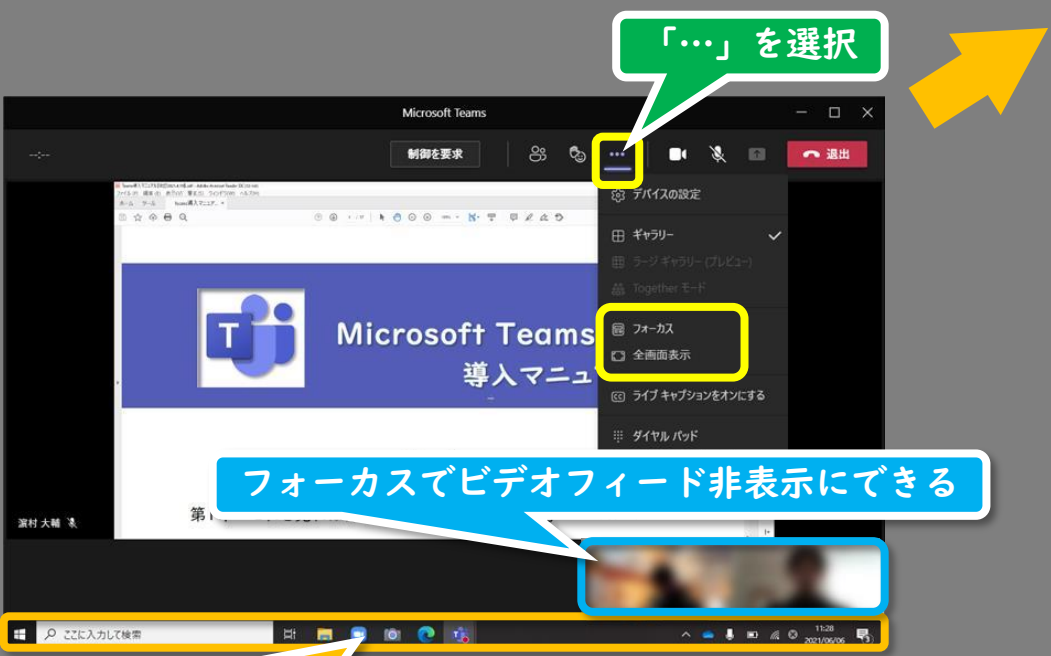 「…」を選択
Microsoft Teams
--:--
制御を要求
退出
デバイスの設定
ギャラリー
ラージ ギャラリー (プレビュー)
Together モード
フォーカス
全画面表示
ライブ キャプションをオンにする
ダイヤル パッド
Microsoft Teams
導入マニュ
フォーカスでビデオフィード非表示にできる
濵村 大輔
第
ここに入力して検索
11:28
2021/06/06